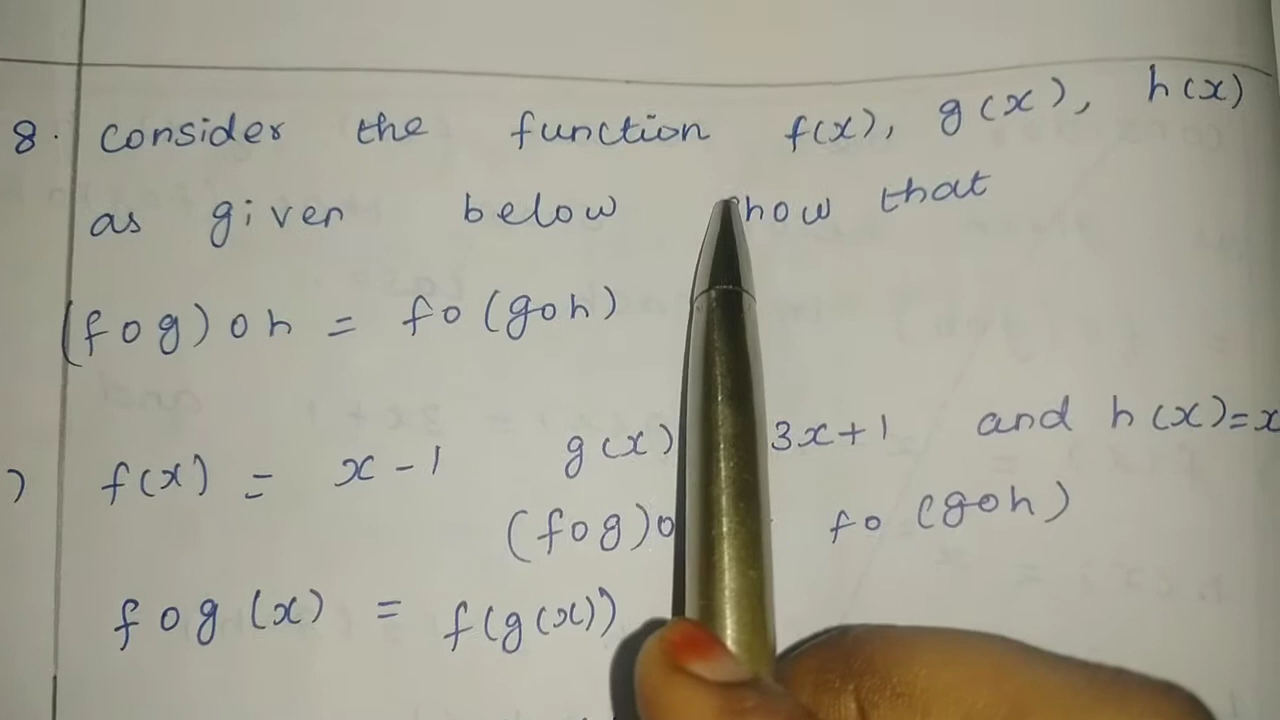 8. consider the function f(x), g(x), h(x)
as given below show that
(fog)oh = fo(goh)
) f(x) = x-1 g(x) 3x+1 and h(x)=x
(fog)o fo (goh)
fog(x) = f(g(x))